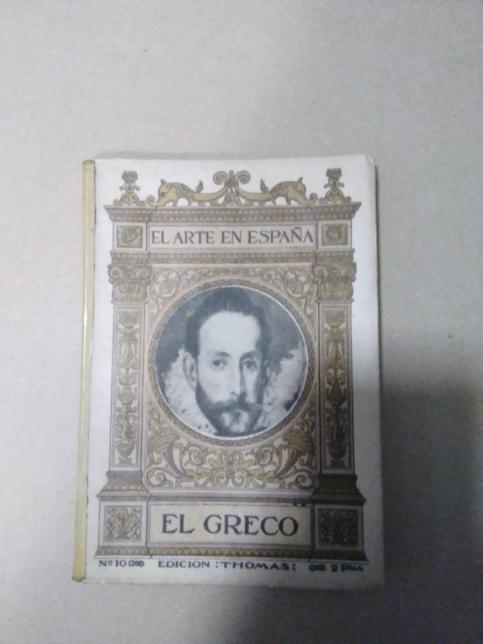 EL ARTE EN ESPAÑA
EL GRECO
Nº 10 EDICION :THOMAS: 2 Ptas